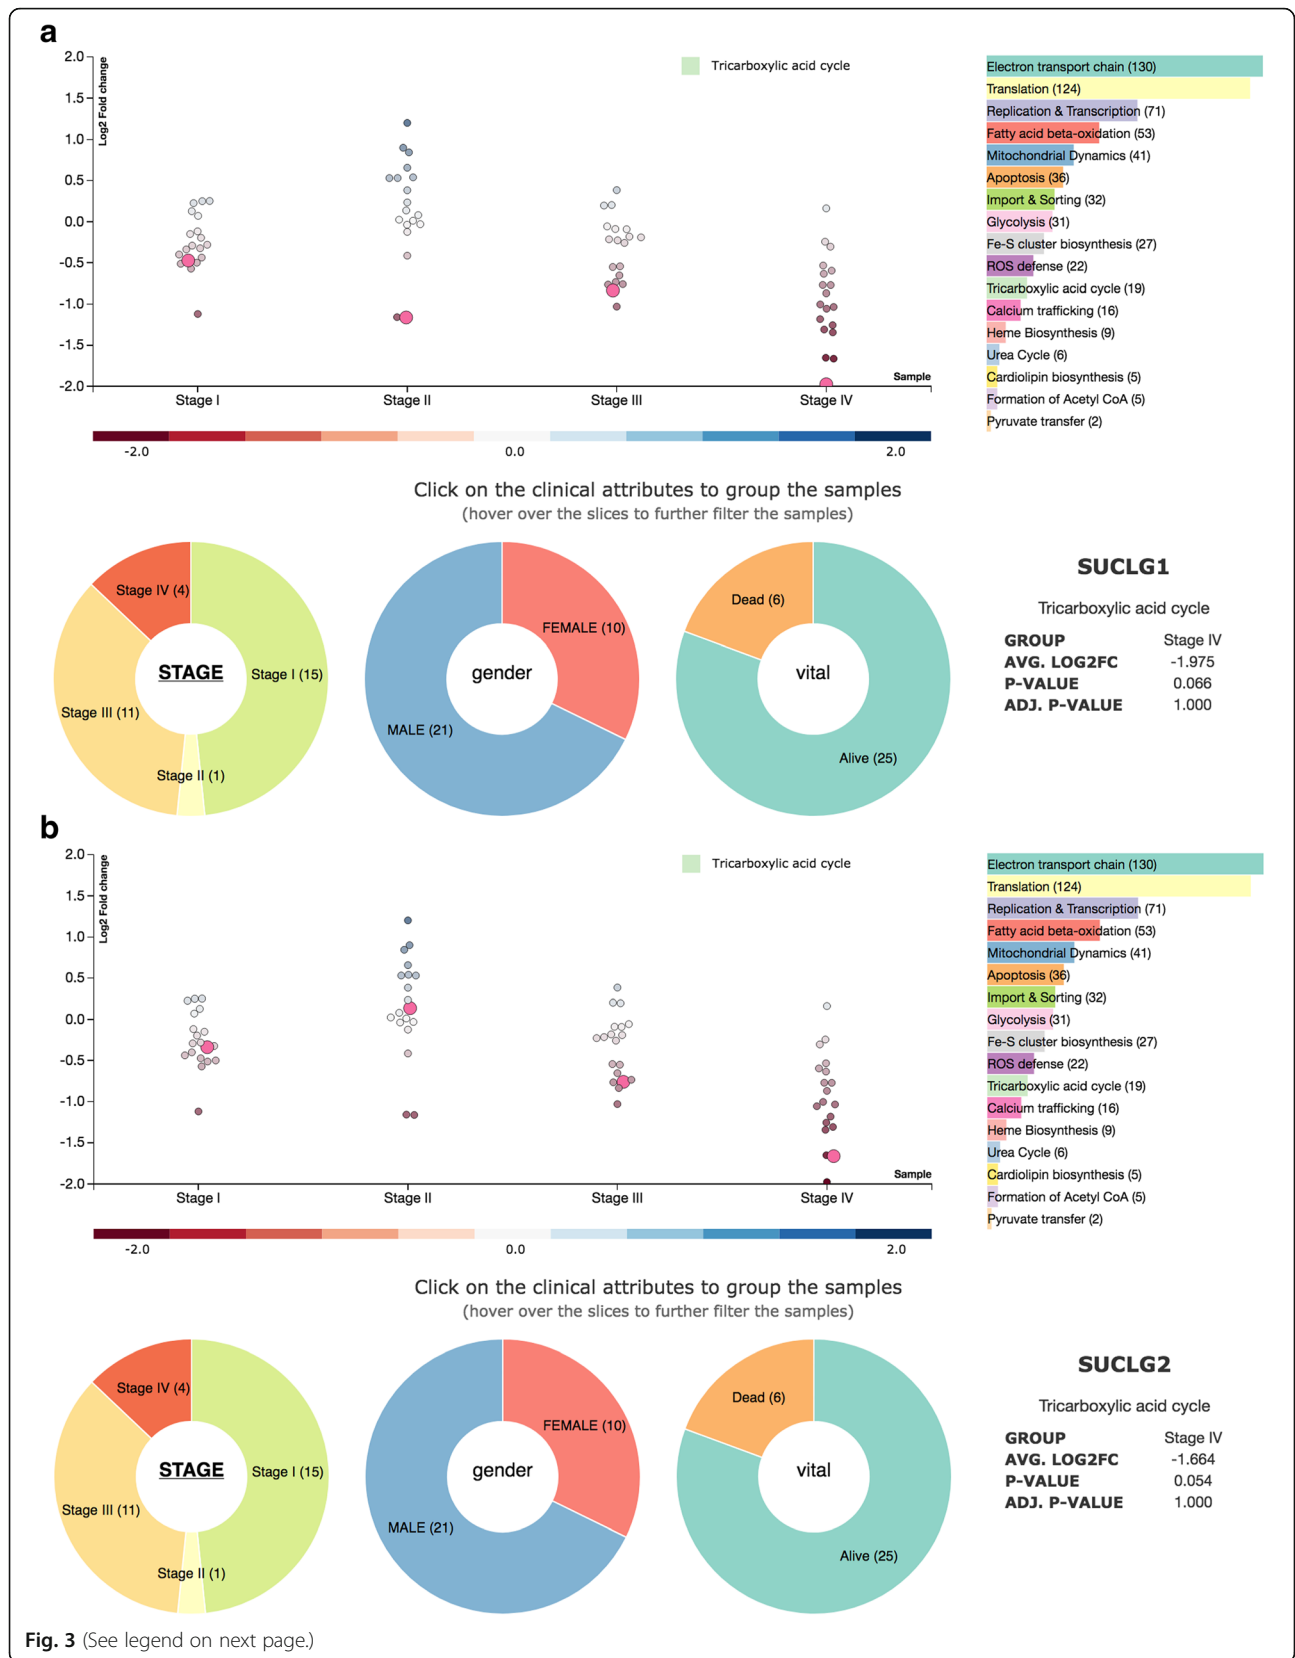 a
2.0
1.5
1.0
0.5
0.0
-0.5
-1.0
-1.5
-2.0
Log2 Fold change
Tricarboxylic acid cycle
Sample
Stage I
Stage II
Stage III
Stage IV
-2.0
0.0
2.0
Electron transport chain (130)
Translation (124)
Replication & Transcription (71)
Fatty acid beta-oxidation (53)
Mitochondrial Dynamics (41)
Apoptosis (36)
Import & Sorting (32)
Glycolysis (31)
Fe-S cluster biosynthesis (27)
ROS defense (22)
Tricarboxylic acid cycle (19)
Calcium trafficking (16)
Heme Biosynthesis (9)
Urea Cycle (6)
Cardiolipin biosynthesis (5)
Formation of Acetyl CoA (5)
Pyruvate transfer (2)
Click on the clinical attributes to group the samples
(hover over the slices to further filter the samples)
Stage IV (4)
STAGE
Stage I (15)
Stage III (11)
Stage II (1)
FEMALE (10)
gender
MALE (21)
Dead (6)
vital
Alive (25)
SUCLG1
Tricarboxylic acid cycle
GROUP Stage IV
AVG. LOG2FC -1.975
P-VALUE 0.066
ADJ. P-VALUE 1.000
b
2.0
1.5
1.0
0.5
0.0
-0.5
-1.0
-1.5
-2.0
Log2 Fold change
Tricarboxylic acid cycle
Sample
Stage I
Stage II
Stage III
Stage IV
-2.0
0.0
2.0
Electron transport chain (130)
Translation (124)
Replication & Transcription (71)
Fatty acid beta-oxidation (53)
Mitochondrial Dynamics (41)
Apoptosis (36)
Import & Sorting (32)
Glycolysis (31)
Fe-S cluster biosynthesis (27)
ROS defense (22)
Tricarboxylic acid cycle (19)
Calcium trafficking (16)
Heme Biosynthesis (9)
Urea Cycle (6)
Cardiolipin biosynthesis (5)
Formation of Acetyl CoA (5)
Pyruvate transfer (2)
Click on the clinical attributes to group the samples
(hover over the slices to further filter the samples)
Stage IV (4)
STAGE
Stage I (15)
Stage III (11)
Stage II (1)
FEMALE (10)
gender
MALE (21)
Dead (6)
vital
Alive (25)
SUCLG2
Tricarboxylic acid cycle
GROUP Stage IV
AVG. LOG2FC -1.664
P-VALUE 0.054
ADJ. P-VALUE 1.000
Fig. 3 (See legend on next page.)